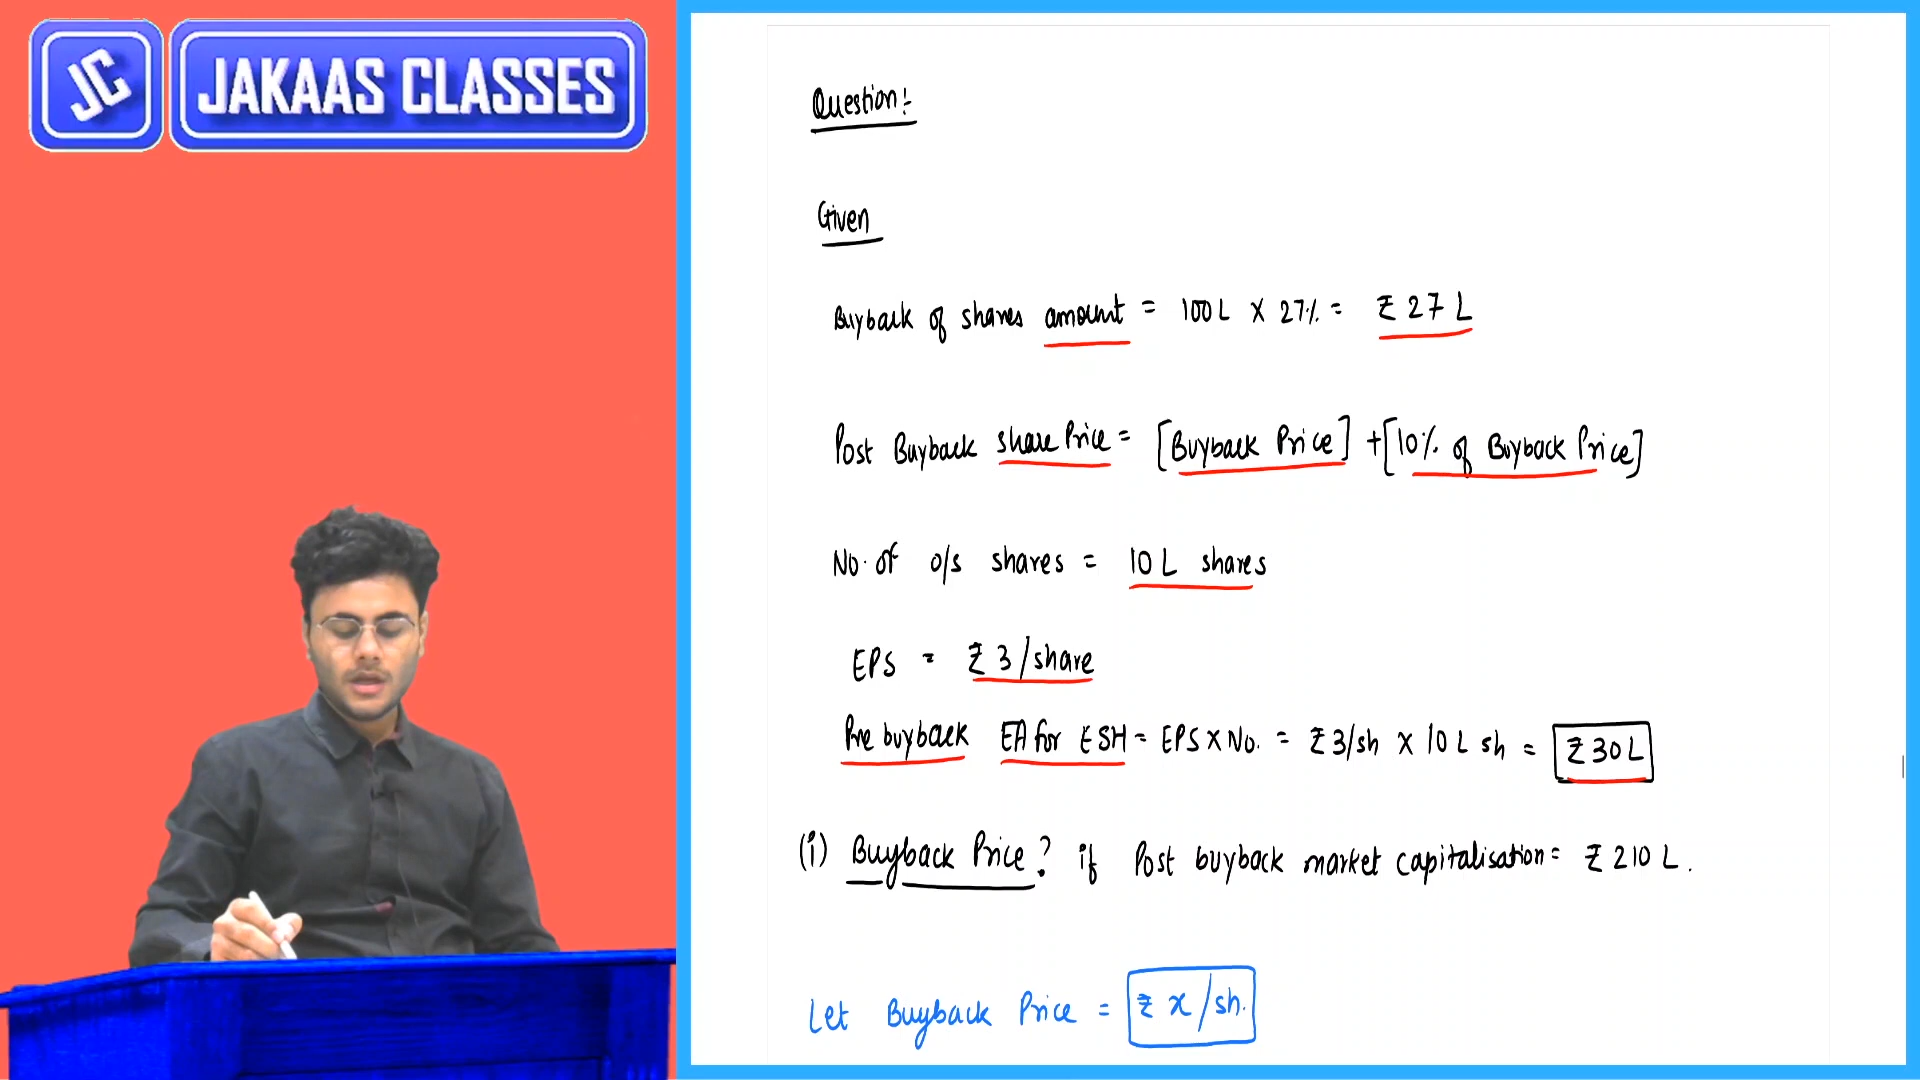 JC JAKAAS CLASSES
Question:-
Given
Buyback of shares amount = 100L X 27% = ₹ 27 L
Post Buyback share Price = [Buyback Price] + [10% of Buyback Price]
No. of o/s shares = 10 L shares
EPS = ₹ 3 / share
Pre buyback EA for ESH = EPS X No. = ₹ 3/sh X 10 L sh = ₹ 30 L
(i) Buyback Price? if Post buyback market capitalisation = ₹ 210 L.
Let Buyback Price = ₹ x / sh.